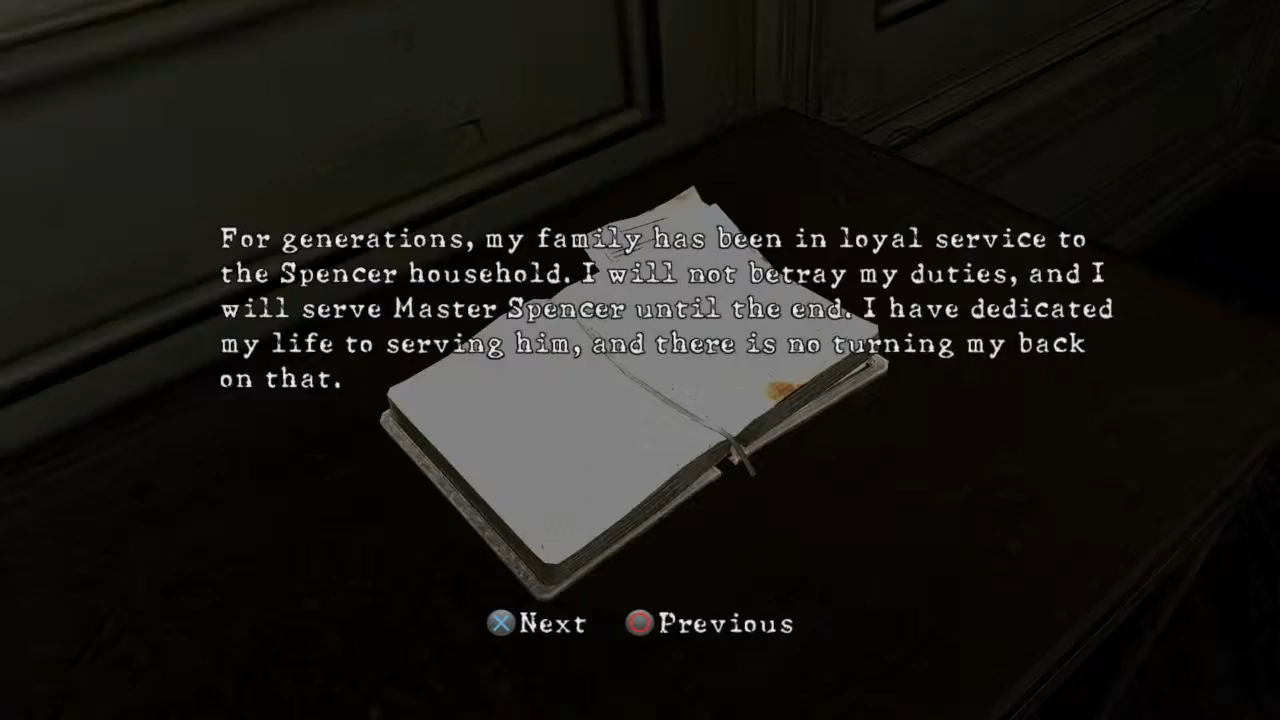 For generations, my family has been in loyal service to
the Spencer household. I will not betray my duties, and I
will serve Master Spencer until the end. I have dedicated
my life to serving him, and there is no turning my back
on that.
Next Previous